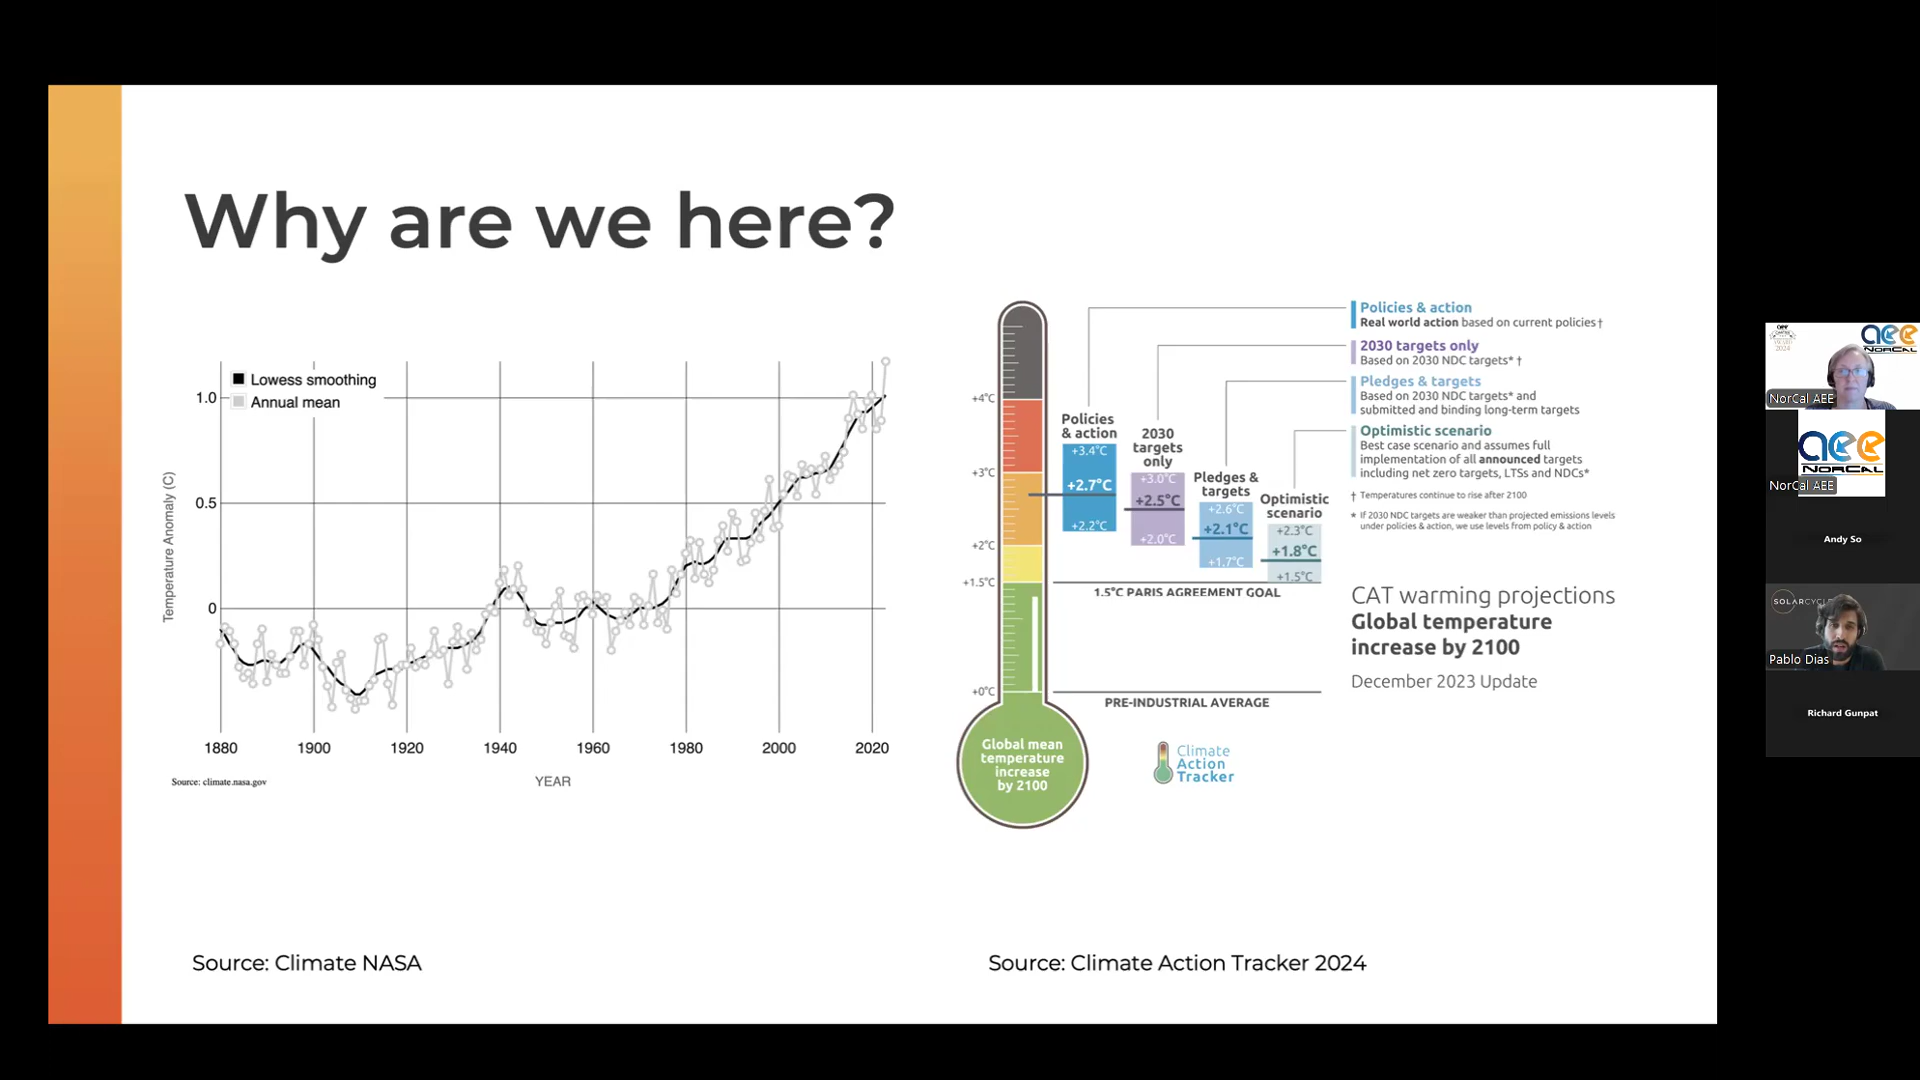 Why are we here?
Lowess smoothing
Annual mean
1.0
0.5
0
Temperature Anomaly (C)
1880 1900 1920 1940 1960 1980 2000 2020
YEAR
Source: climate.nasa.gov
Source: Climate NASA
+4°C
+3°C
+2°C
+1.5°C
+0°C
Policies
& action
+3.4°C
+2.7°C
+2.2°C
2030
targets
only
+3.0°C
+2.5°C
+2.0°C
Pledges &
targets
+2.6°C
+2.1°C
+1.7°C
Optimistic
scenario
+2.3°C
+1.8°C
+1.5°C
1.5°C PARIS AGREEMENT GOAL
PRE-INDUSTRIAL AVERAGE
Global mean
temperature
increase
by 2100
Climate
Action
Tracker
Policies & action
Real world action based on current policies †
2030 targets only
Based on 2030 NDC targets* †
Pledges & targets
Based on 2030 NDC targets* and
submitted and binding long-term targets
Optimistic scenario
Best case scenario and assumes full
implementation of all announced targets
including net zero targets, LTSs and NDCs*
† Temperatures continue to rise after 2100
* If 2030 NDC targets are weaker than projected emissions levels
under policies & action, we use levels from policy & action
CAT warming projections
Global temperature
increase by 2100
December 2023 Update
Source: Climate Action Tracker 2024
aee
NORCAL
2024
NorCal AEE
aee
NORCAL
NorCal AEE
Andy So
SOLARCYCLE
Pablo Dias
Richard Gunpat